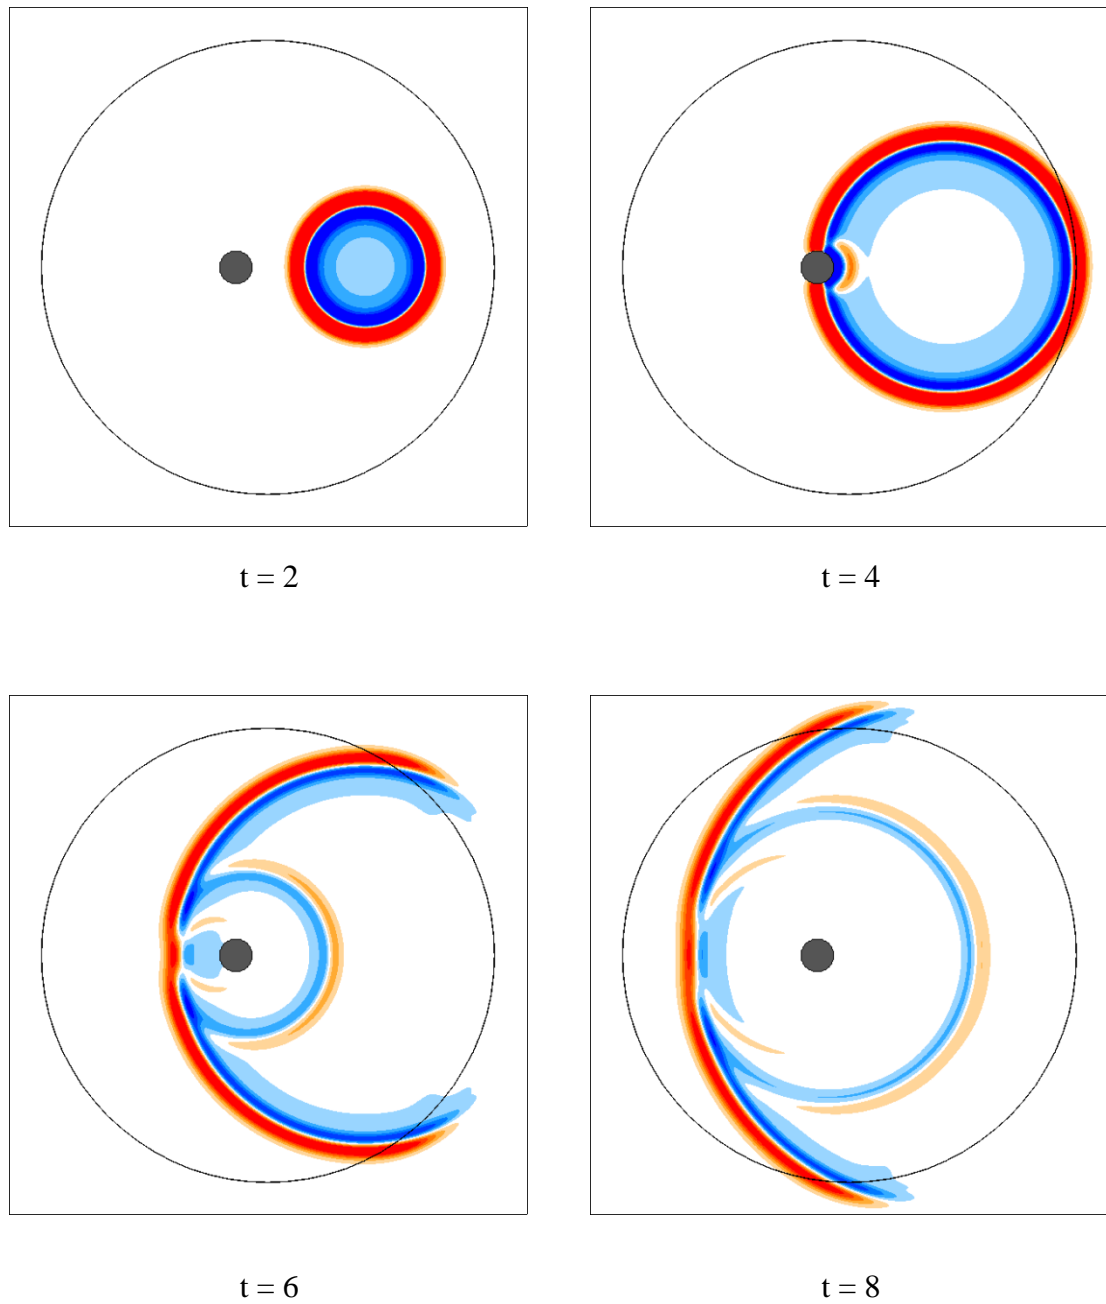 t = 2
t = 4
t = 6
t = 8